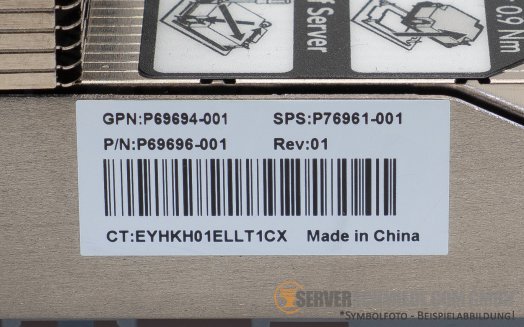 of Server
0.9 Nm
GPN:P69694-001 SPS:P76961-001
P/N:P69696-001 Rev:01
CT:EYHKH01ELLT1CX Made in China
SERVER
*Symbolfoto - Beispielabbildung!